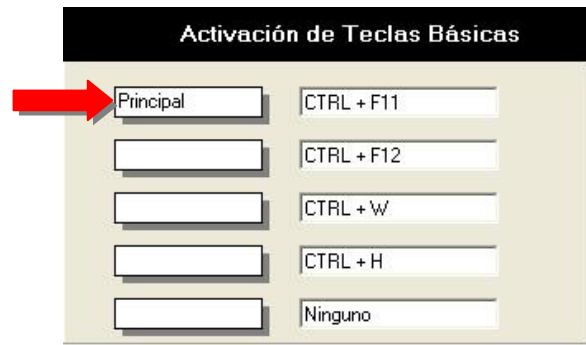 Activación de Teclas Básicas
Principal CTRL + F11
CTRL + F12
CTRL + W
CTRL + H
Ninguno